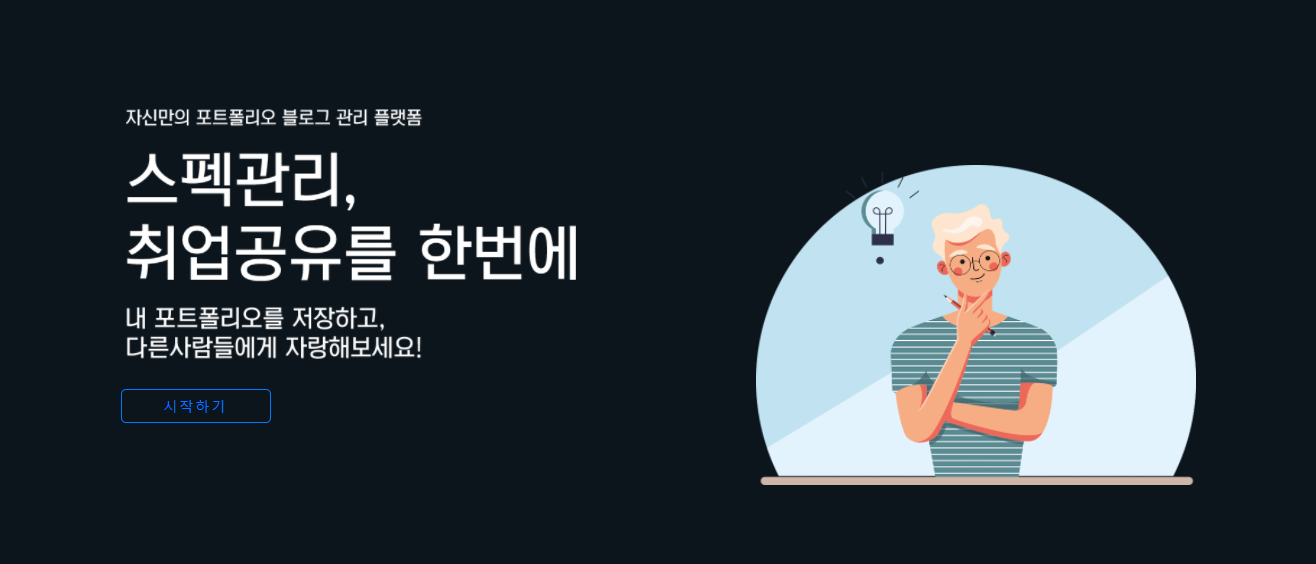 자신만의 포트폴리오 블로그 관리 플랫폼
스펙관리,
취업공유를 한번에
내 포트폴리오를 저장하고,
다른사람들에게 자랑해보세요!
시작하기